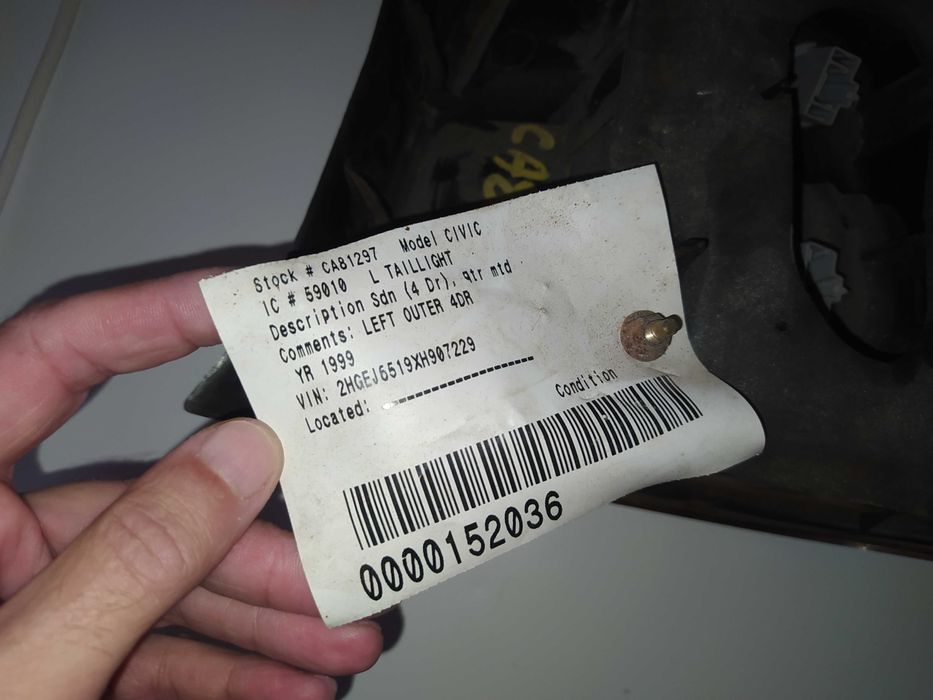 CA8
Stock # CA81297 Model CIVIC
IC # 59010 L TAILLIGHT
Description Sdn (4 Dr), qtr mtd
Comments: LEFT OUTER 4DR
YR 1999
VIN: 2HGEJ6519XH907229
Located: ------------------
Condition
0000152036